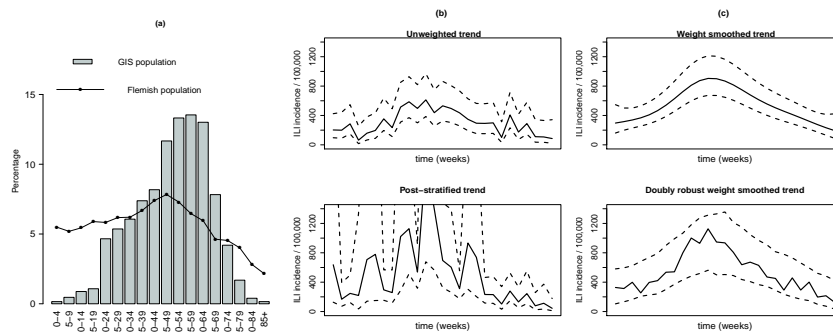 (a)
GIS population
Flemish population
Percentage
15
10
5
0
0−4
5−9
0−14
5−19
0−24
5−29
0−34
5−39
0−44
5−49
0−54
5−59
0−64
5−69
0−74
5−79
0−84
85+
(b)
Unweighted trend
ILI incidence / 100,000
0
400
800
1200
time (weeks)
Post−stratified trend
ILI incidence / 100,000
0
400
800
1200
time (weeks)
(c)
Weight smoothed trend
ILI incidence / 100,000
0
400
800
1200
time (weeks)
Doubly robust weight smoothed trend
ILI incidence / 100,000
0
400
800
1200
time (weeks)